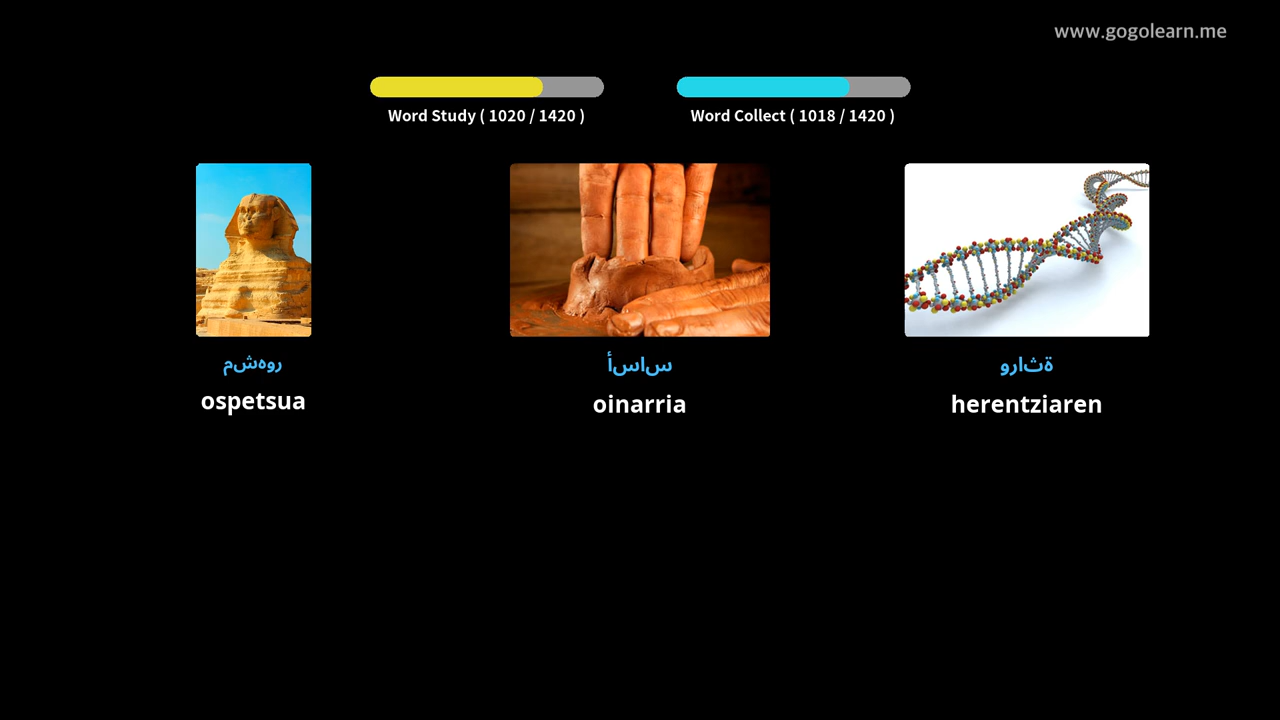 www.gogolearn.me
Word Study ( 1020 / 1420 )
Word Collect ( 1018 / 1420 )
روهشم
ospetsua
ساسأ
oinarria
ةثارو
herentziaren